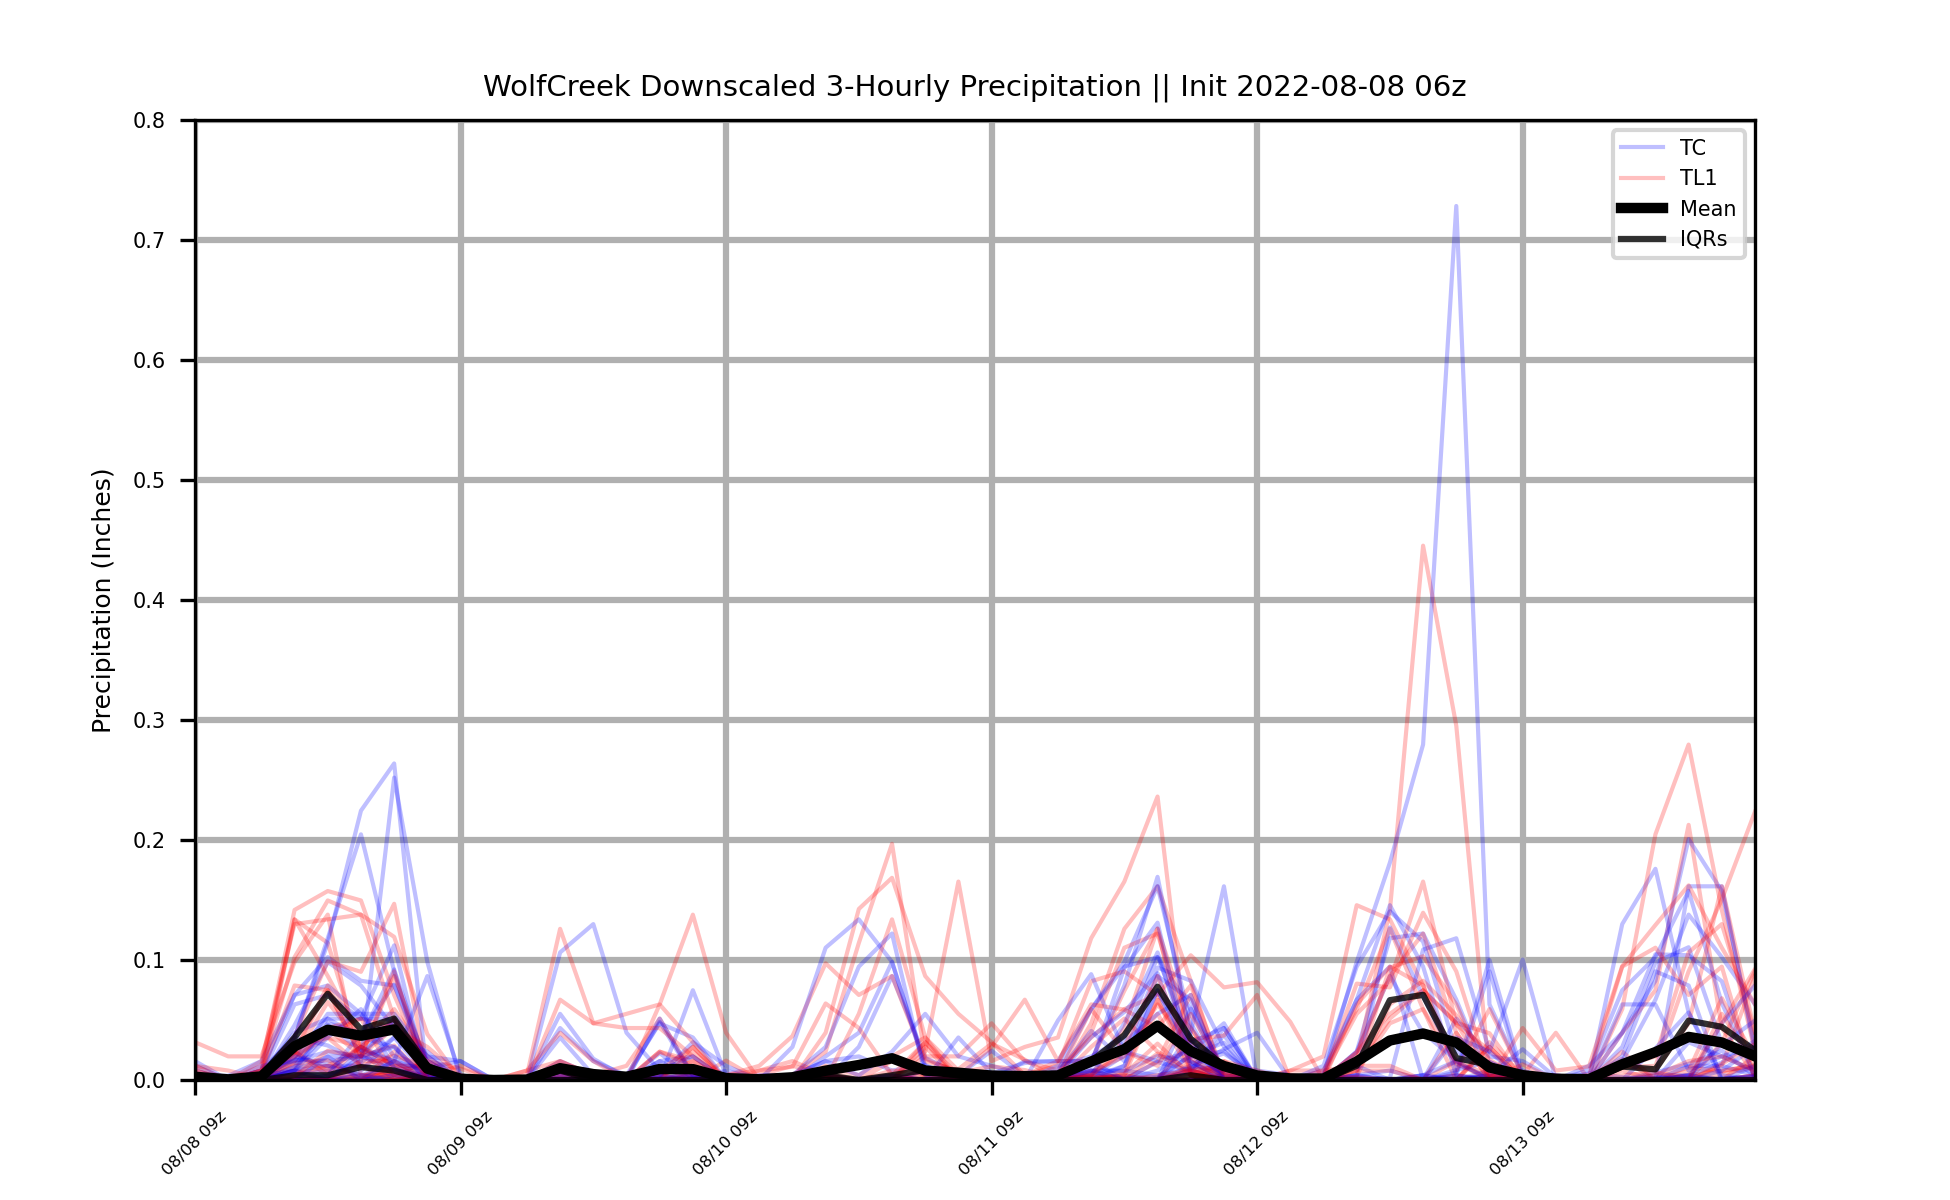 WolfCreek Downscaled 3-Hourly Precipitation || Init 2022-08-08 06z
TC
TL1
Mean
IQRs
Precipitation (Inches)
0.8
0.7
0.6
0.5
0.4
0.3
0.2
0.1
0.0
08/08 09z
08/09 09z
08/10 09z
08/11 09z
08/12 09z
08/13 09z